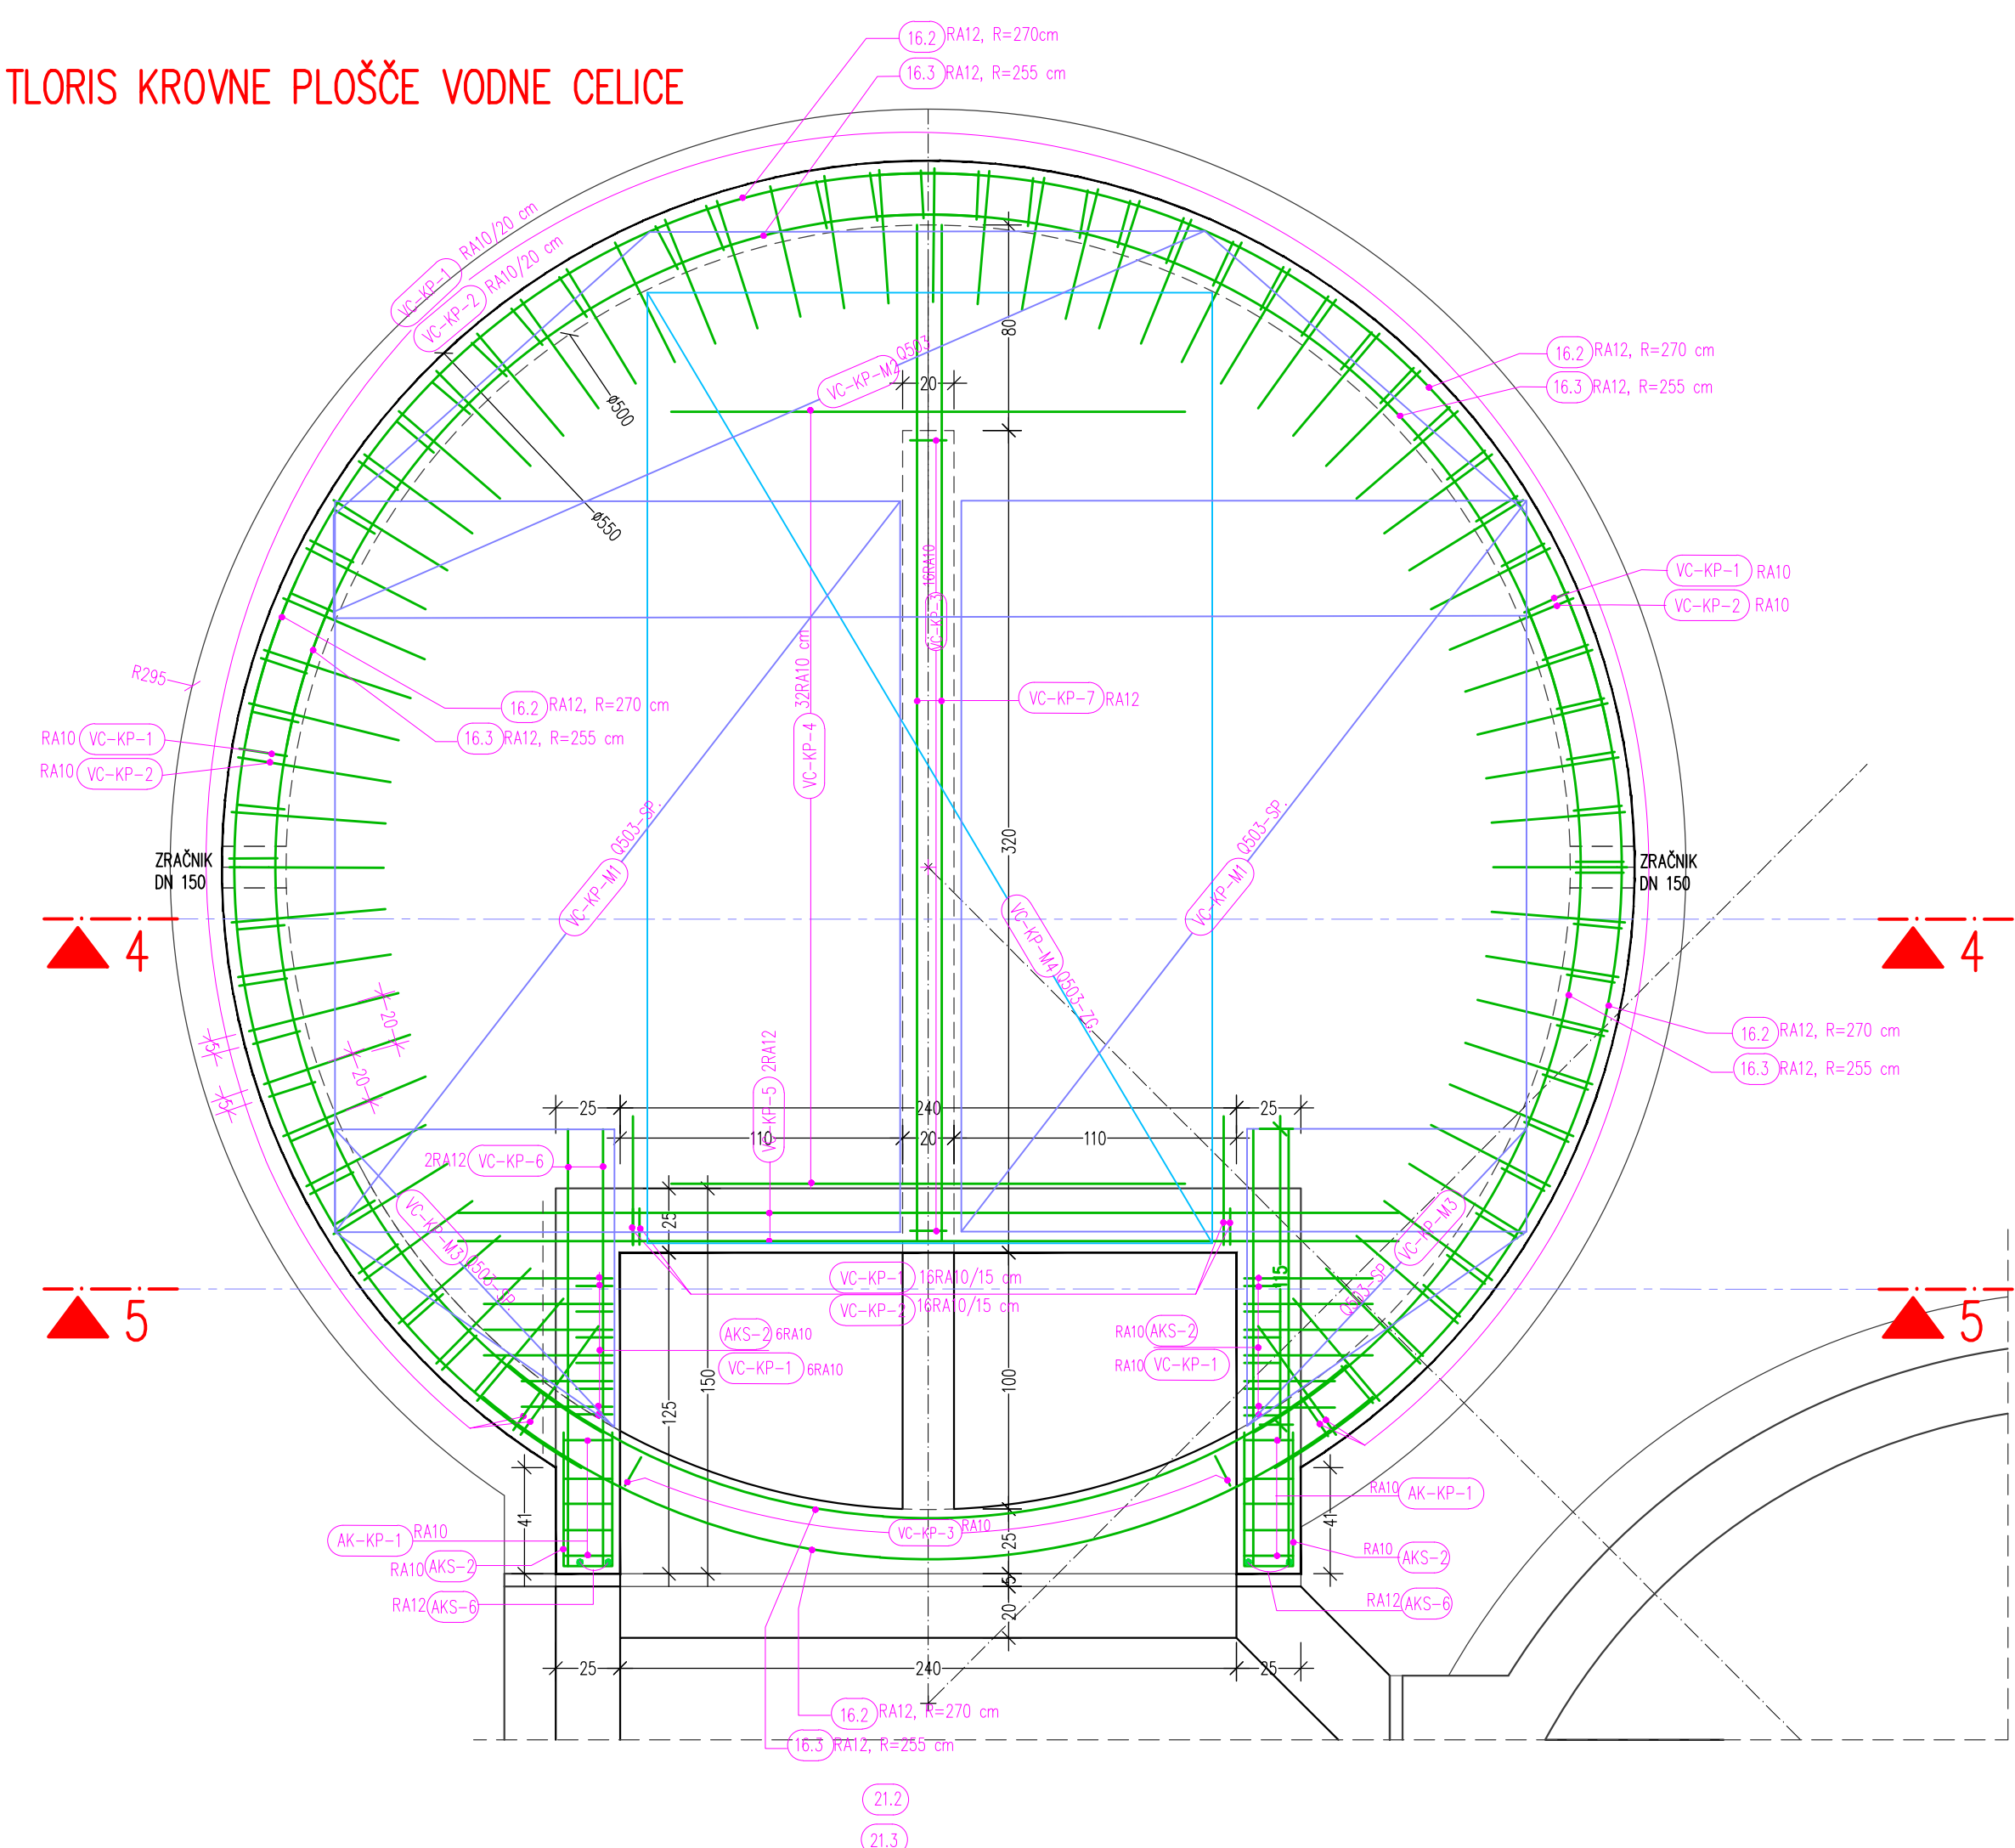 TLORIS KROVNE PLOŠČE VODNE CELICE
16.2 RA12, R=270cm
16.3 RA12, R=255 cm
VC-KP-1 RA10/20 cm
VC-KP-2 RA10/20 cm
ø500
ø550
VC-KP-M2 Q503
80
20
16.2 RA12, R=270 cm
16.3 RA12, R=255 cm
VC-KP-1 RA10
VC-KP-2 RA10
VC-KP-3 16RA10
VC-KP-4 32RA10 cm
R295
16.2 RA12, R=270 cm
16.3 RA12, R=255 cm
VC-KP-7 RA12
RA10 VC-KP-1
RA10 VC-KP-2
VC-KP-M1 Q503-SP.
VC-KP-M1 Q503-SP.
320
ZRAČNIK
DN 150
ZRAČNIK
DN 150
VC-KP-M4 Q503-ZG.
4
4
20
20
5
5
16.2 RA12, R=270 cm
16.3 RA12, R=255 cm
VC-KP-5 2RA12
25
240
25
110
20
110
2RA12 VC-KP-6
VC-KP-M3 Q503-SP.
VC-KP-M3
Q503-SP.
25
115
VC-KP-1 16RA10/15 cm
VC-KP-2 16RA10/15 cm
5
5
AKS-2 6RA10
VC-KP-1 6RA10
RA10 AKS-2
RA10 VC-KP-1
125
150
100
41
41
AK-KP-1 RA10
RA10 AKS-2
RA12 AKS-6
VC-KP-3 RA10
RA10 AK-KP-1
RA10 AKS-2
RA12 AKS-6
25
5
20
25
240
25
16.2 RA12, R=270 cm
16.3 RA12, R=255 cm
21.2
21.3